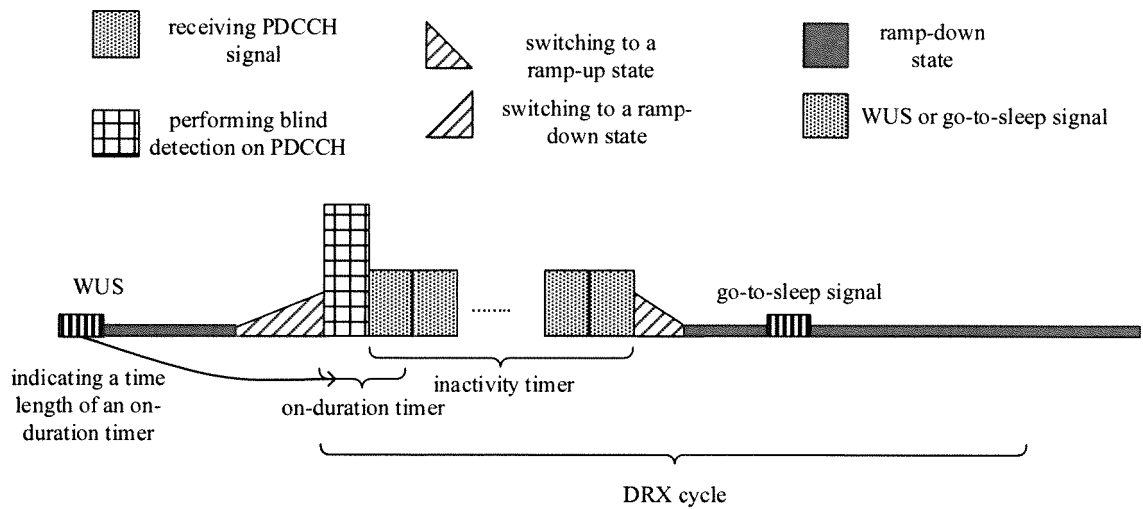 receiving PDCCH
signal
switching to a
ramp-up state
ramp-down
state
performing blind
detection on PDCCH
switching to a ramp-
down state
WUS or go-to-sleep signal
WUS
go-to-sleep signal
indicating a time
length of an on-
duration timer
inactivity timer
on-duration timer
........
DRX cycle